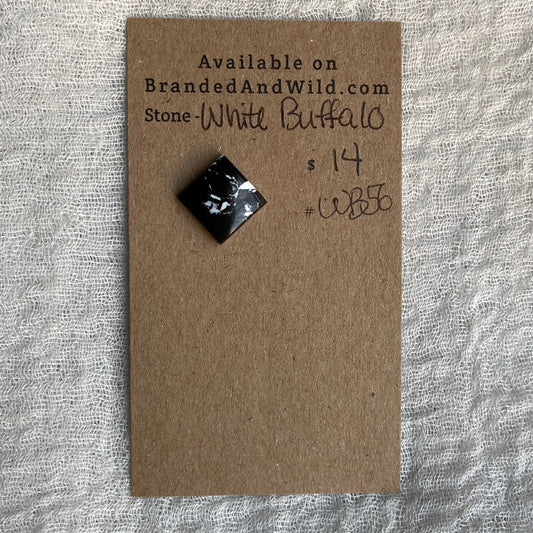 Available on
BrandedAndWild.com
Stone - White Buffalo
$ 14
# WB56